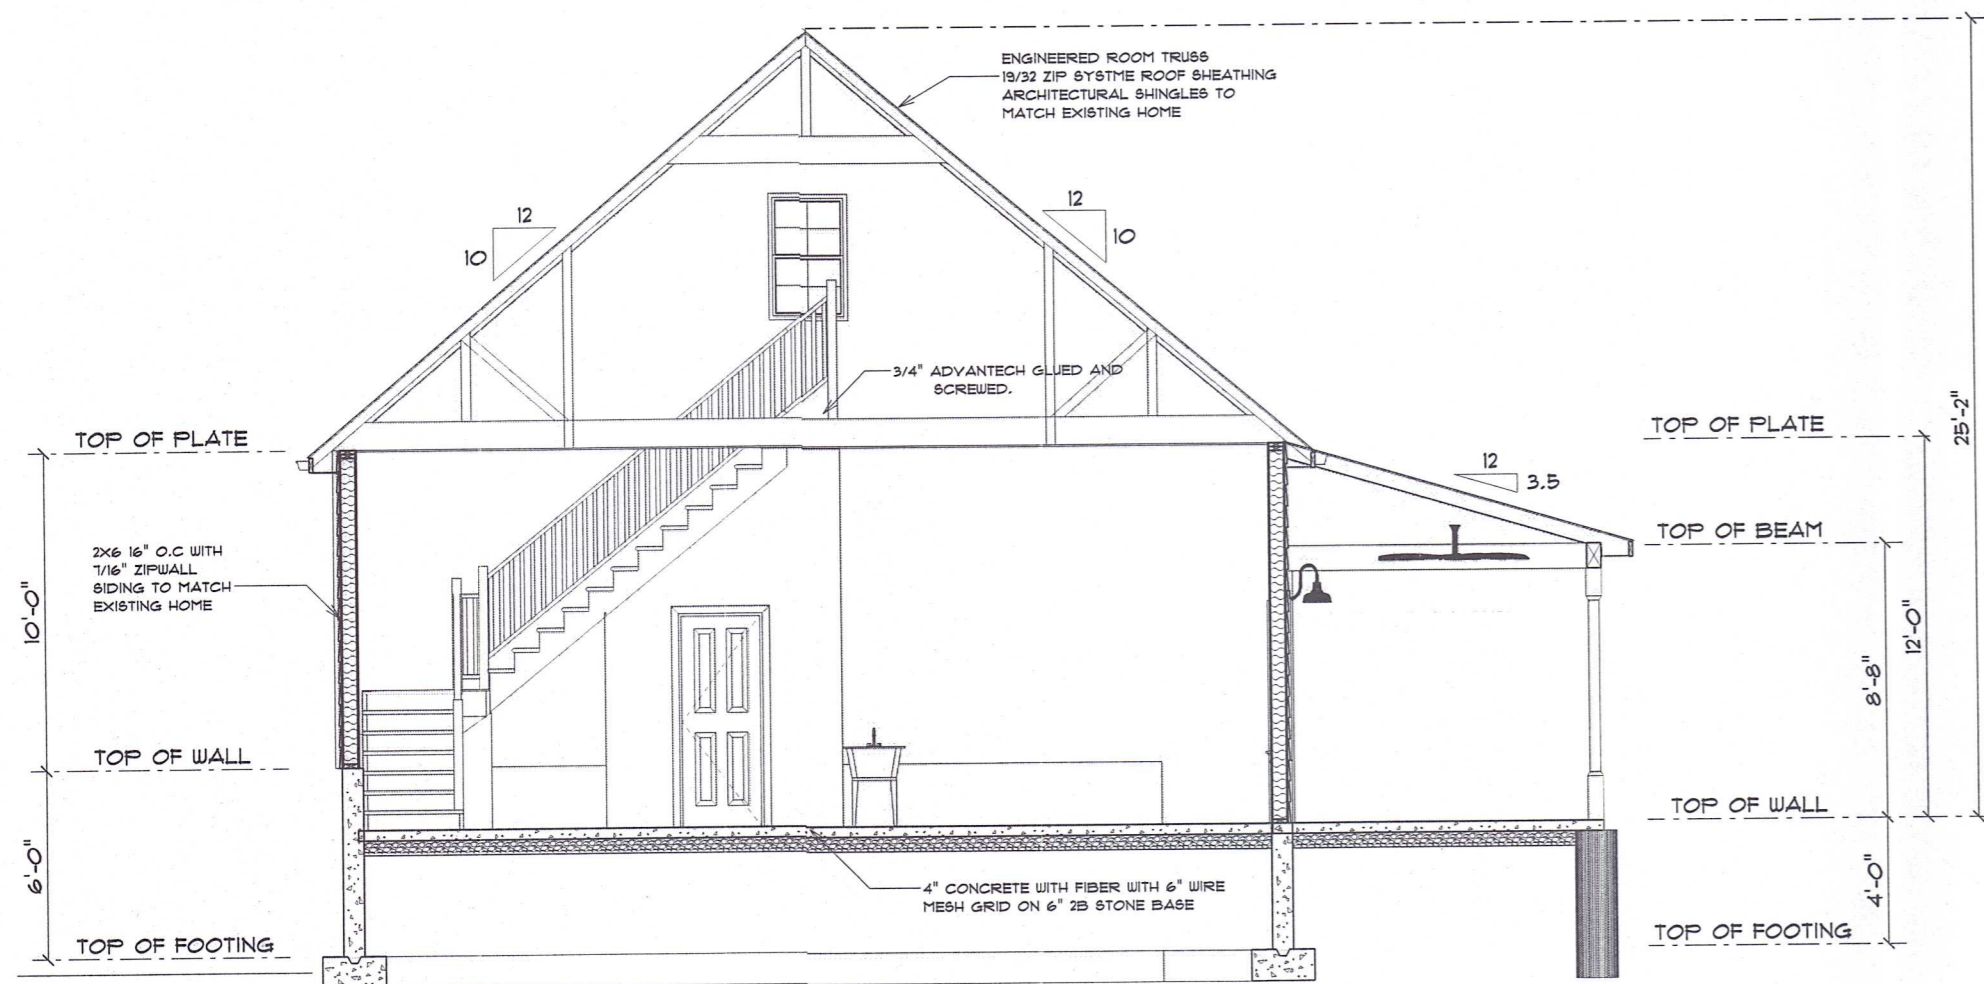 ENGINEERED ROOM TRUSS
19/32 ZIP SYSTME ROOF SHEATHING
ARCHITECTURAL SHINGLES TO
MATCH EXISTING HOME
12
10
12
10
3/4" ADVANTECH GLUED AND
SCREWED.
TOP OF PLATE
TOP OF PLATE
25'-2"
12
3.5
TOP OF BEAM
2X6 16" O.C WITH
7/16" ZIPWALL
SIDING TO MATCH
EXISTING HOME
10'-0"
12'-0"
8'-8"
TOP OF WALL
TOP OF WALL
6'-0"
4" CONCRETE WITH FIBER WITH 6" WIRE
MESH GRID ON 6" 2B STONE BASE
4'-0"
TOP OF FOOTING
TOP OF FOOTING